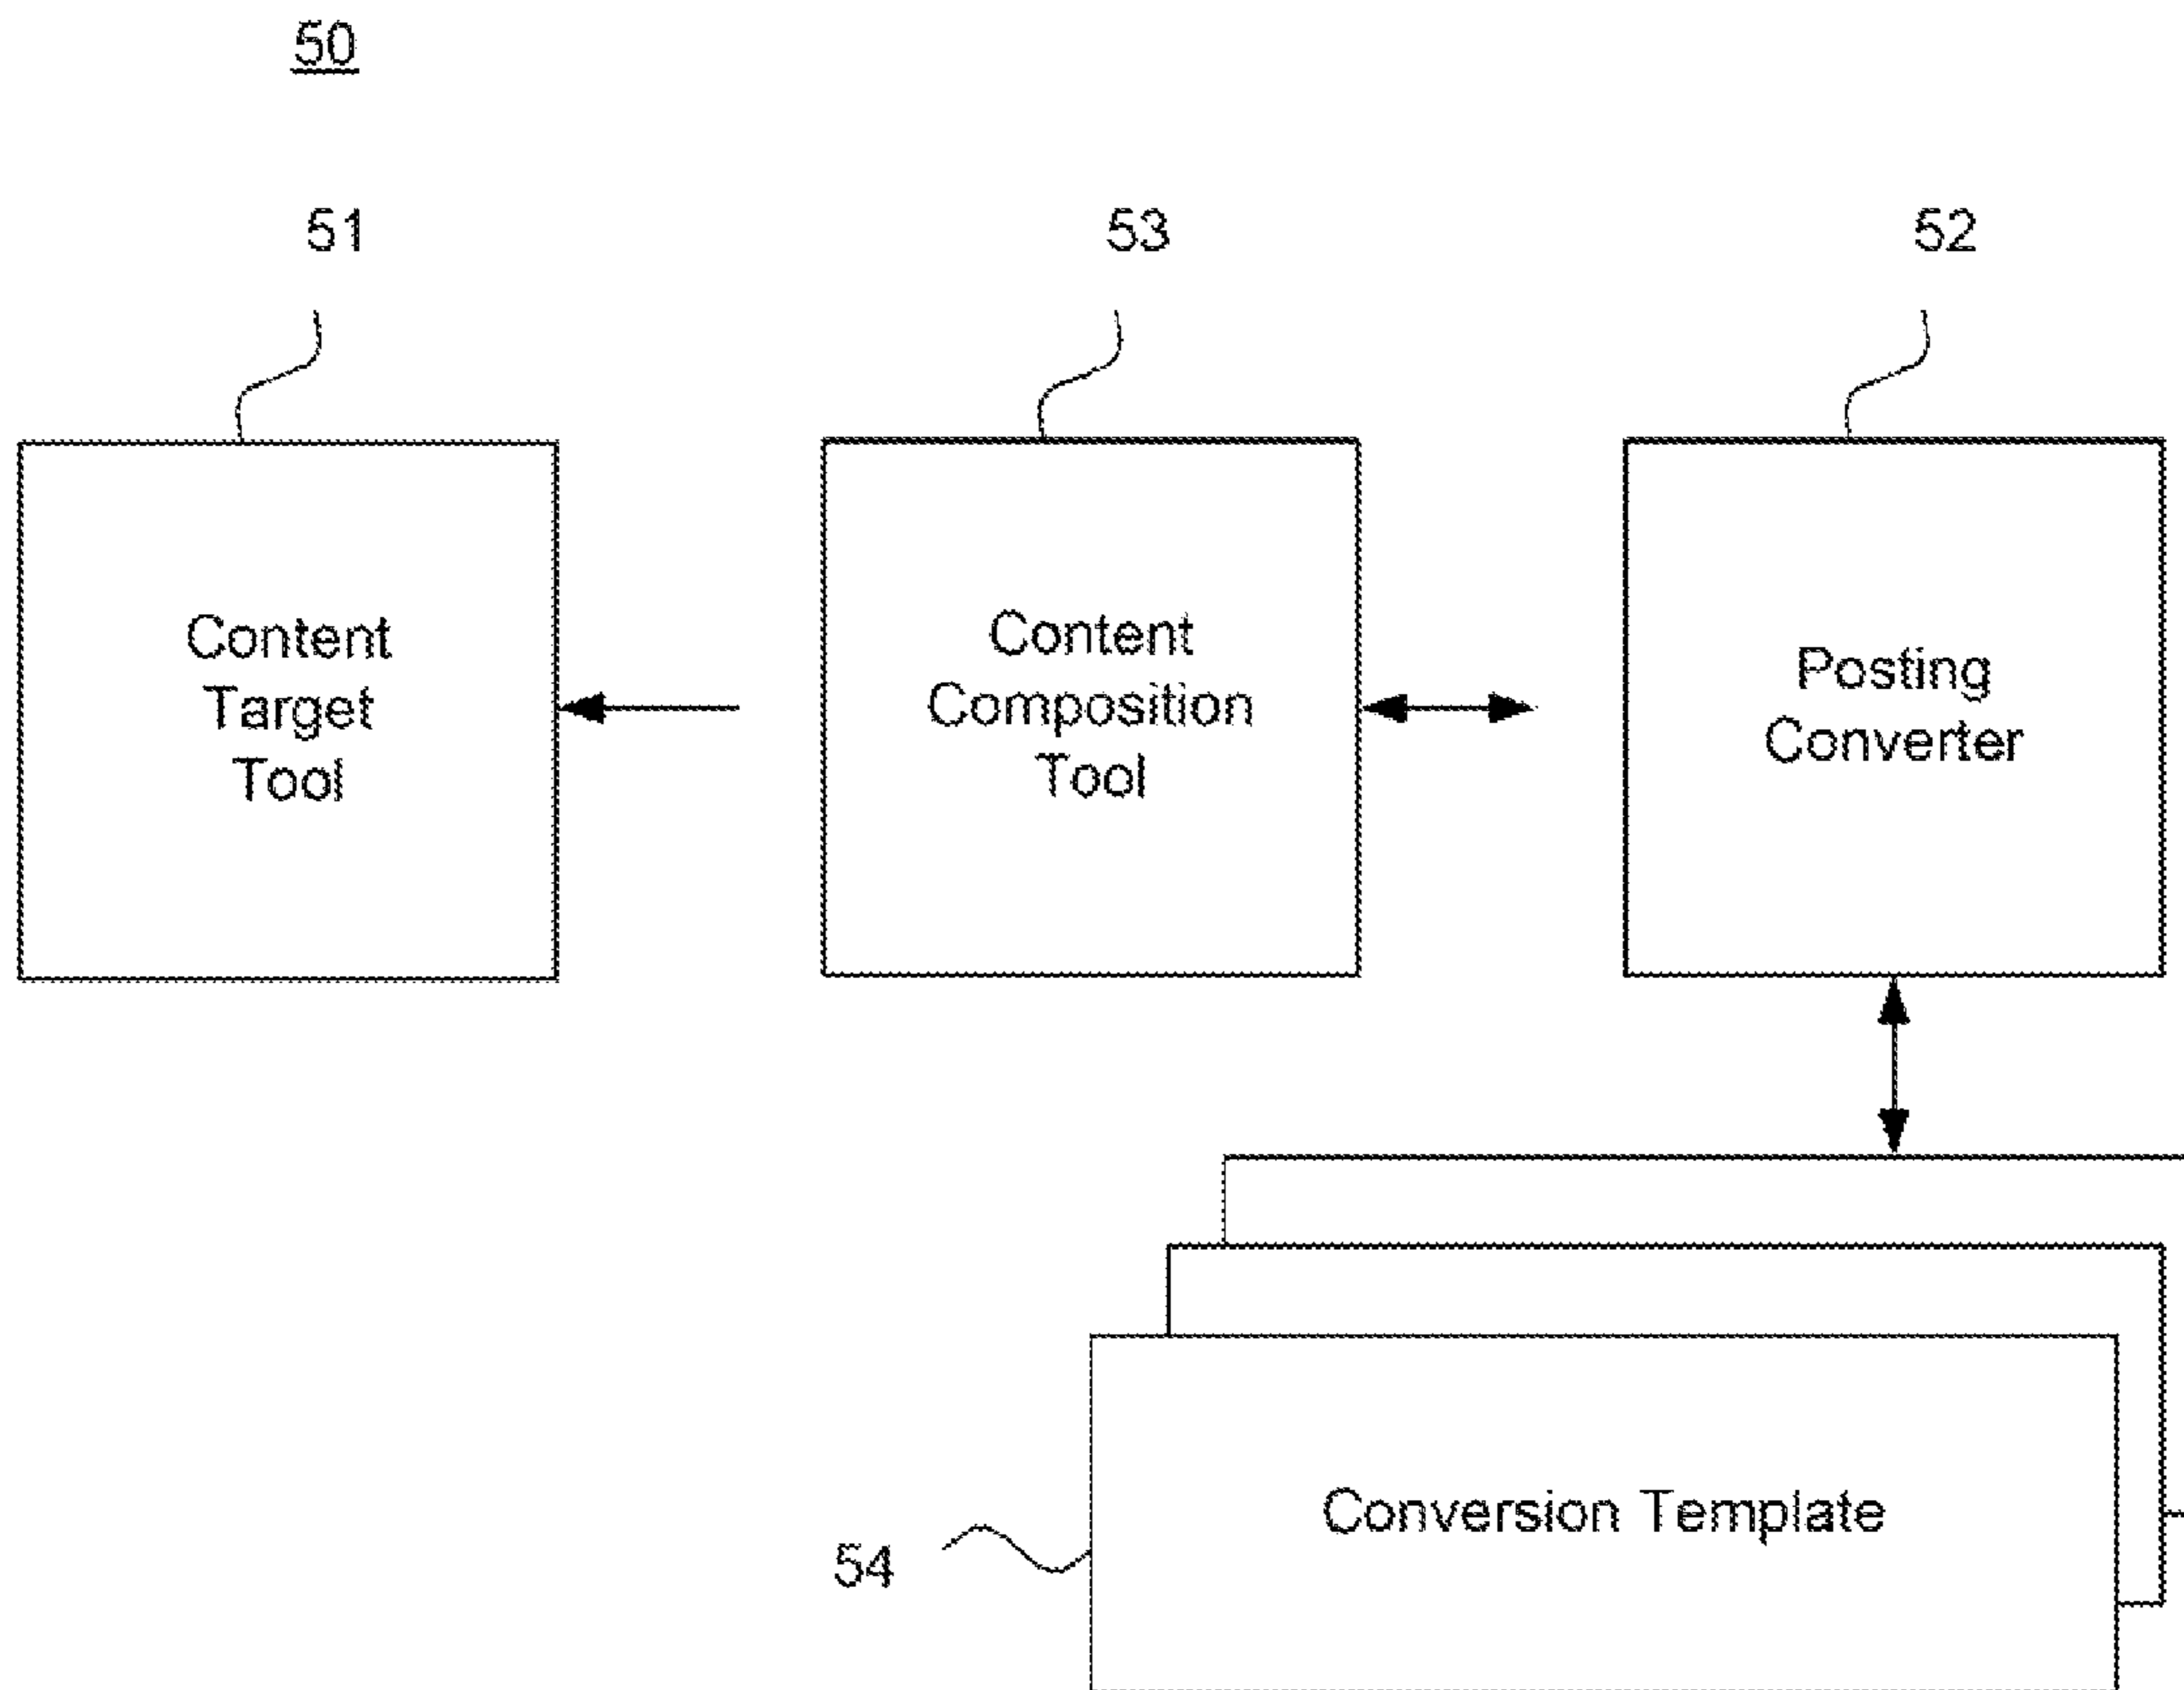 50
51
53
52
Content
Target
Tool
Content
Composition
Tool
Posting
Converter
Conversion Template
54